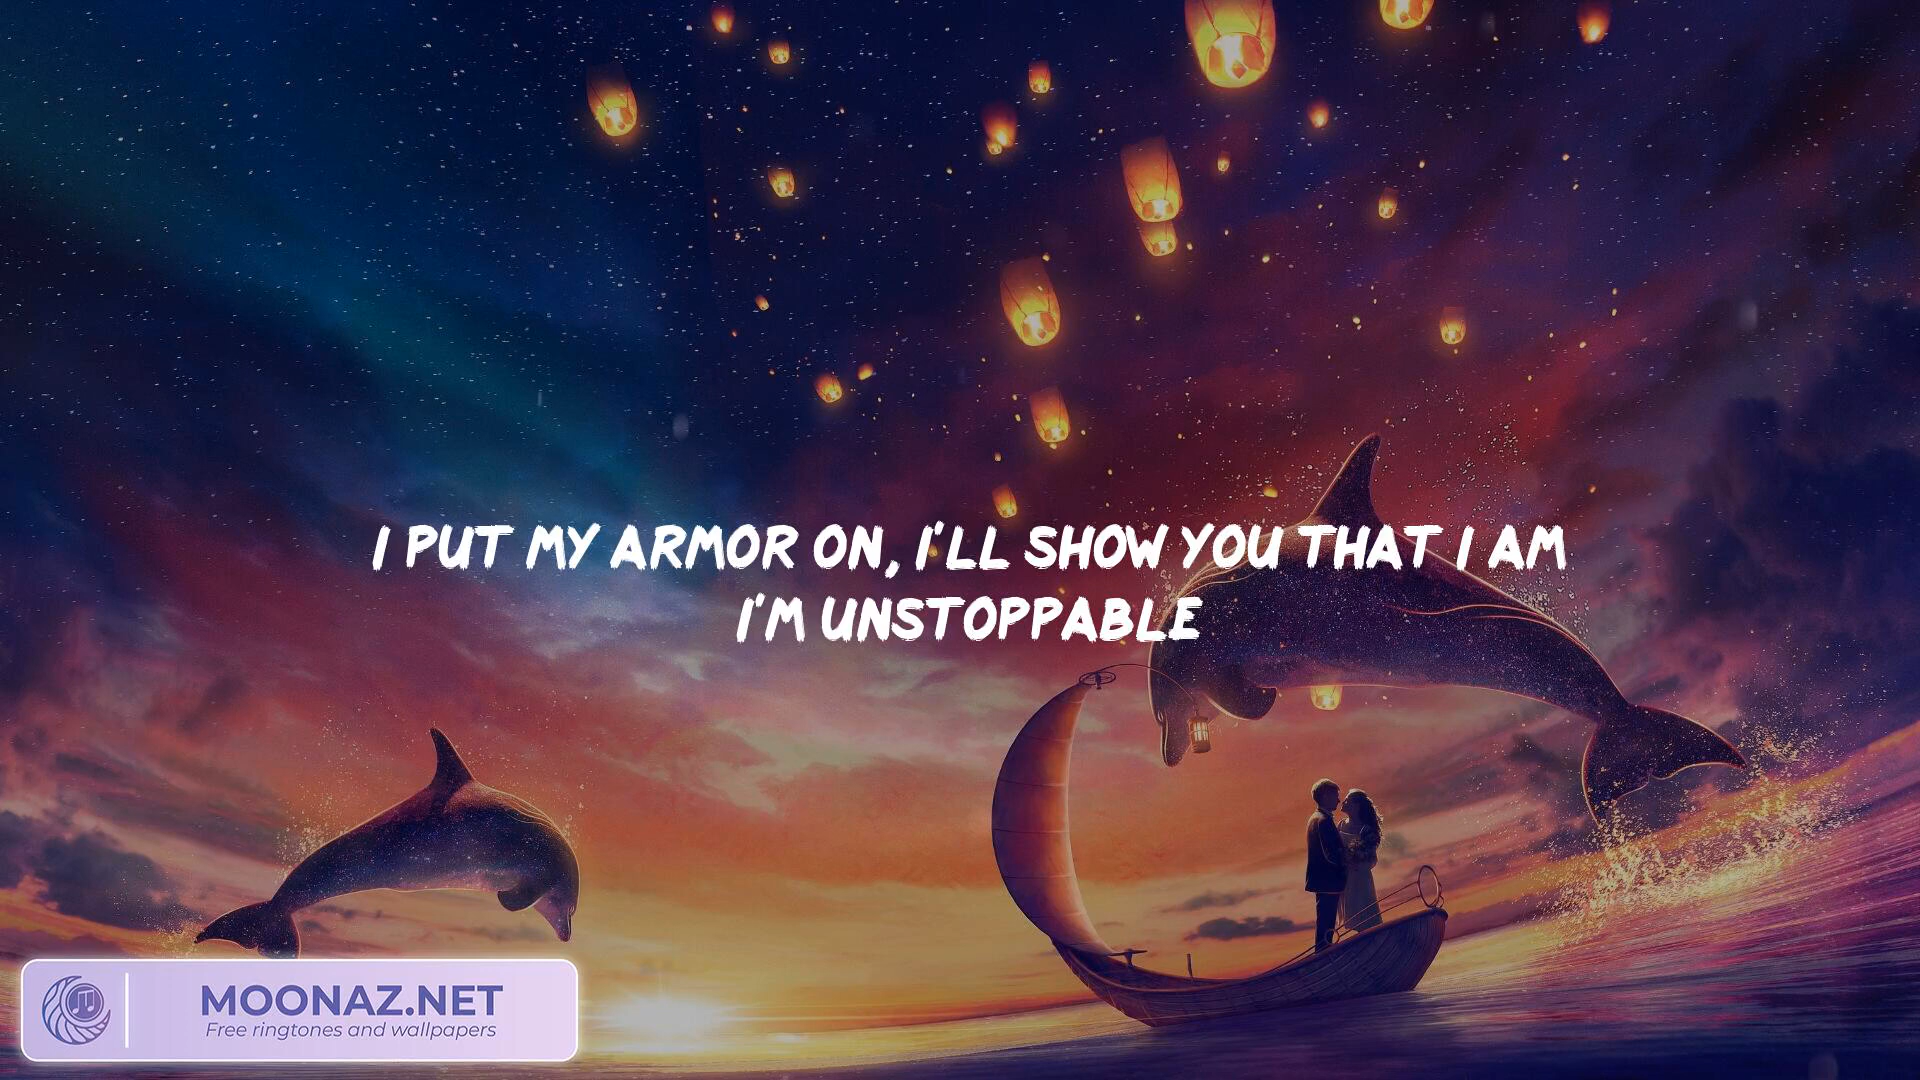 I PUT MY ARMOR ON, I'LL SHOW YOU THAT I AM
I'M UNSTOPPABLE
MOONAZ.NET
Free ringtones and wallpapers